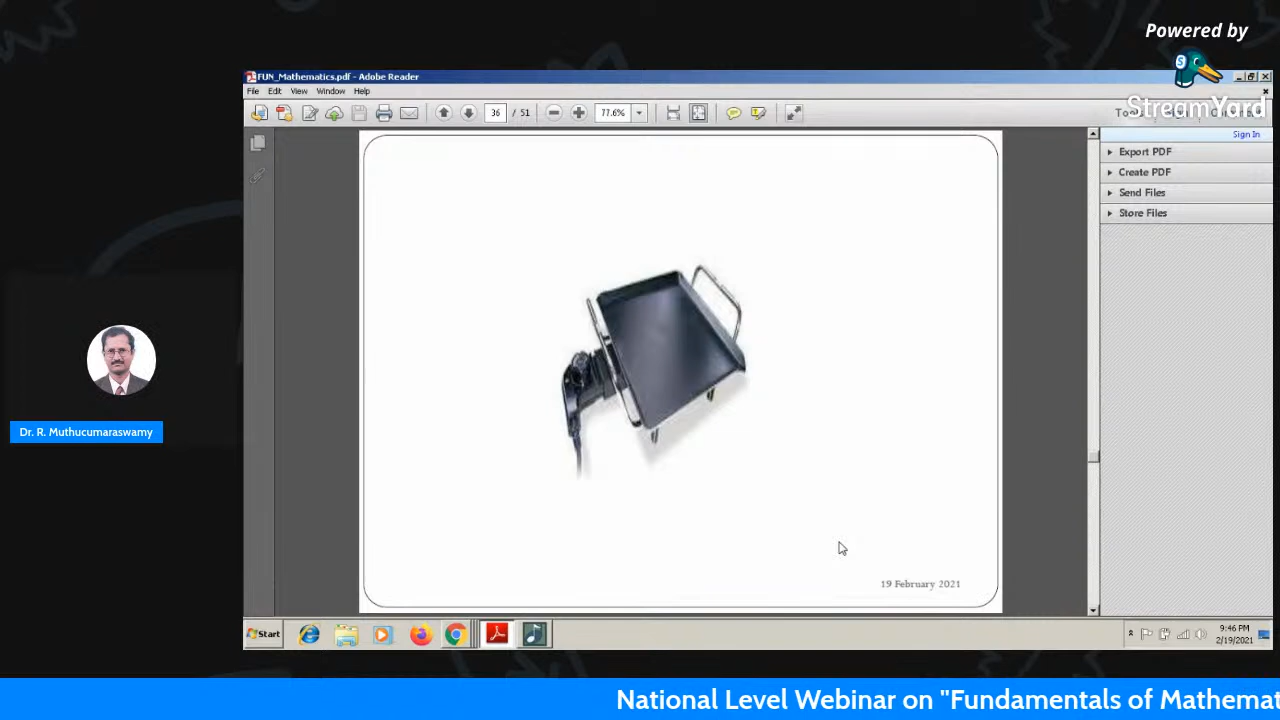 Powered by
StreamYard
FUN_Mathematics.pdf - Adobe Reader
File Edit View Window Help
36 / 51 77.6%
Sign In
Export PDF
Create PDF
Send Files
Store Files
Dr. R. Muthucumaraswamy
19 February 2021
Start
9:46 PM
2/19/2021
National Level Webinar on "Fundamentals of Mathemat